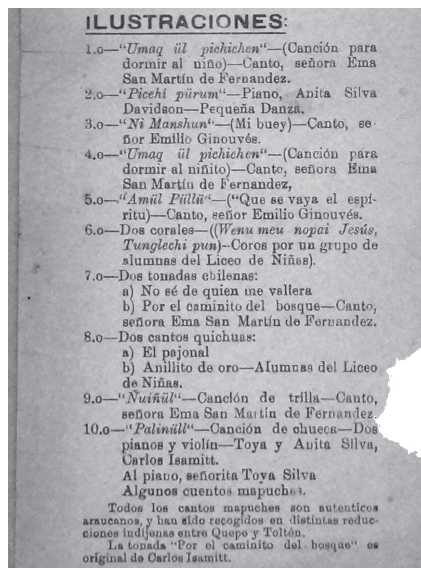 ILUSTRACIONES:
1.o—"Umaq ül pichichen"—(Canción para
dormir al niño)—Canto, señora Ema
San Martín de Fernandez.
2.o—"Picehi pürum"—Piano, Anita Silva
Davidson—Pequeña Danza.
3.o—"Ni Manshun"—(Mi buey)—Canto, se-
ñor Emilio Ginouvés.
4.o—"Umaq ül pichichen"—(Canción para
dormir al niñito)—Canto, señora Ema
San Martín de Fernandez,
5.o—"Amül Püllü"—("Que se vaya el espí-
ritu)—Canto, señor Emilio Ginouvés.
6.o—Dos corales—((Wenu meu nopai Jesús,
Tunglechi pun)--Coros por un grupo de
alumnas del Liceo de Niñas).
7.o—Dos tonadas chilenas:
a) No sé de quien me vallera
b) Por el caminito del bosque—Canto,
señora Ema San Martín de Fernandez.
8.o—Dos cantos quichuas:
a) El pajonal
b) Anillito de oro—Alumnas del Liceo
de Niñas.
9.o—"Ñuiñül"—Canción de trilla—Canto,
señora Ema San Martín de Fernandez.
10.o—"Palinüll"—Canción de chueca—Dos
pianos y violín—Toya y Anita Silva,
Carlos Isamitt.
Al piano, señorita Toya Silva
Algunos cuentos mapuches.
Todos los cantos mapuches son autenticos
araucanos, y han sido recogidos en distintas reduc-
ciones indijenas entre Quepe y Toltén.
La tonada "Por el caminito del bosque" es
original de Carlos Isamitt.